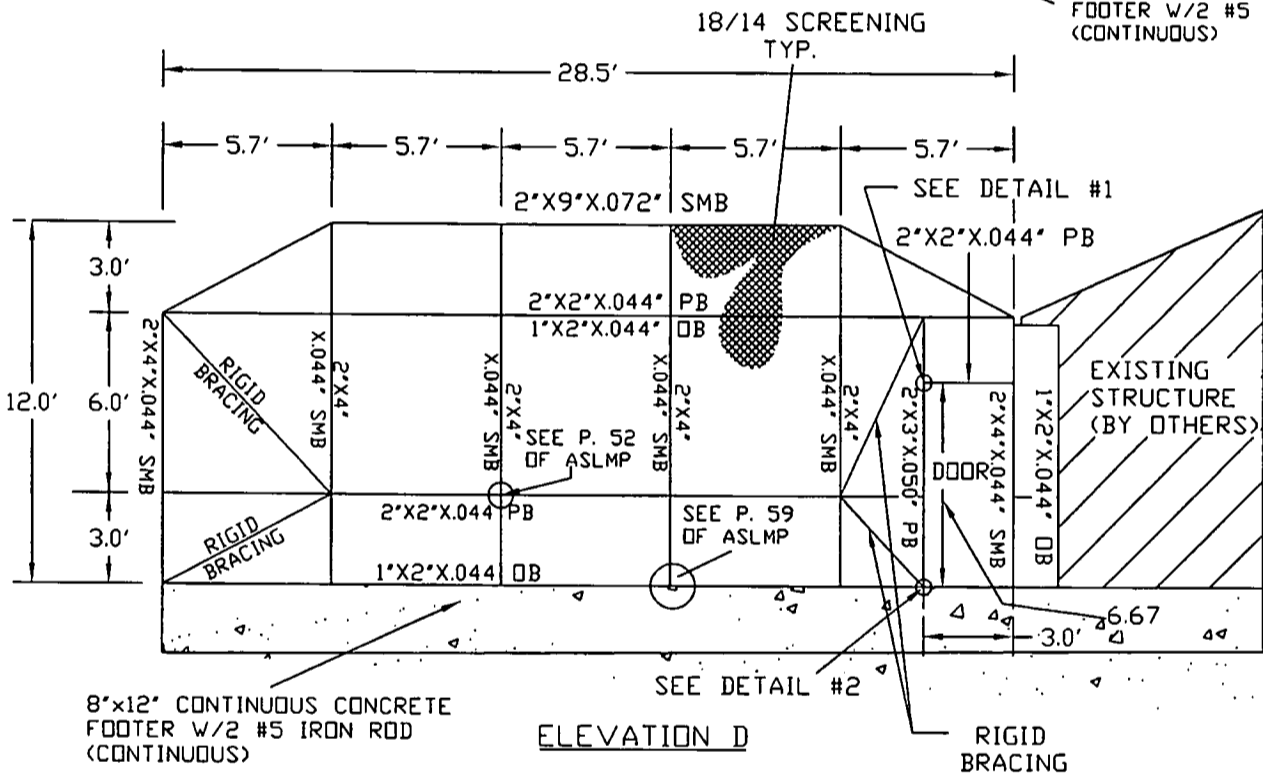 FOOTER W/2 #5
(CONTINUOUS)
18/14 SCREENING
TYP.
28.5'
5.7'
5.7'
5.7'
5.7'
5.7'
SEE DETAIL #1
2"X9"X.072" SMB
2"X2"X.044" PB
3.0'
2"X2"X.044" PB
1"X2"X.044" OB
12.0'
6.0'
3.0'
2"X4"X.044" SMB
RIGID
BRACING
RIGID
BRACING
2"X4"
X.044" SMB
2"X4"
X.044" SMB
2"X4"
X.044" SMB
2"X4"
X.044" SMB
SEE P. 52
OF ASLMP
SEE P. 59
OF ASLMP
2"X3"X.050" PB
DOOR
2"X4"X.044" SMB
1"X2"X.044" OB
EXISTING
STRUCTURE
(BY OTHERS)
2"X2"X.044 PB
1"X2"X.044 OB
6.67
3.0'
SEE DETAIL #2
8"x12" CONTINUOUS CONCRETE
FOOTER W/2 #5 IRON ROD
(CONTINUOUS)
ELEVATION D
RIGID
BRACING